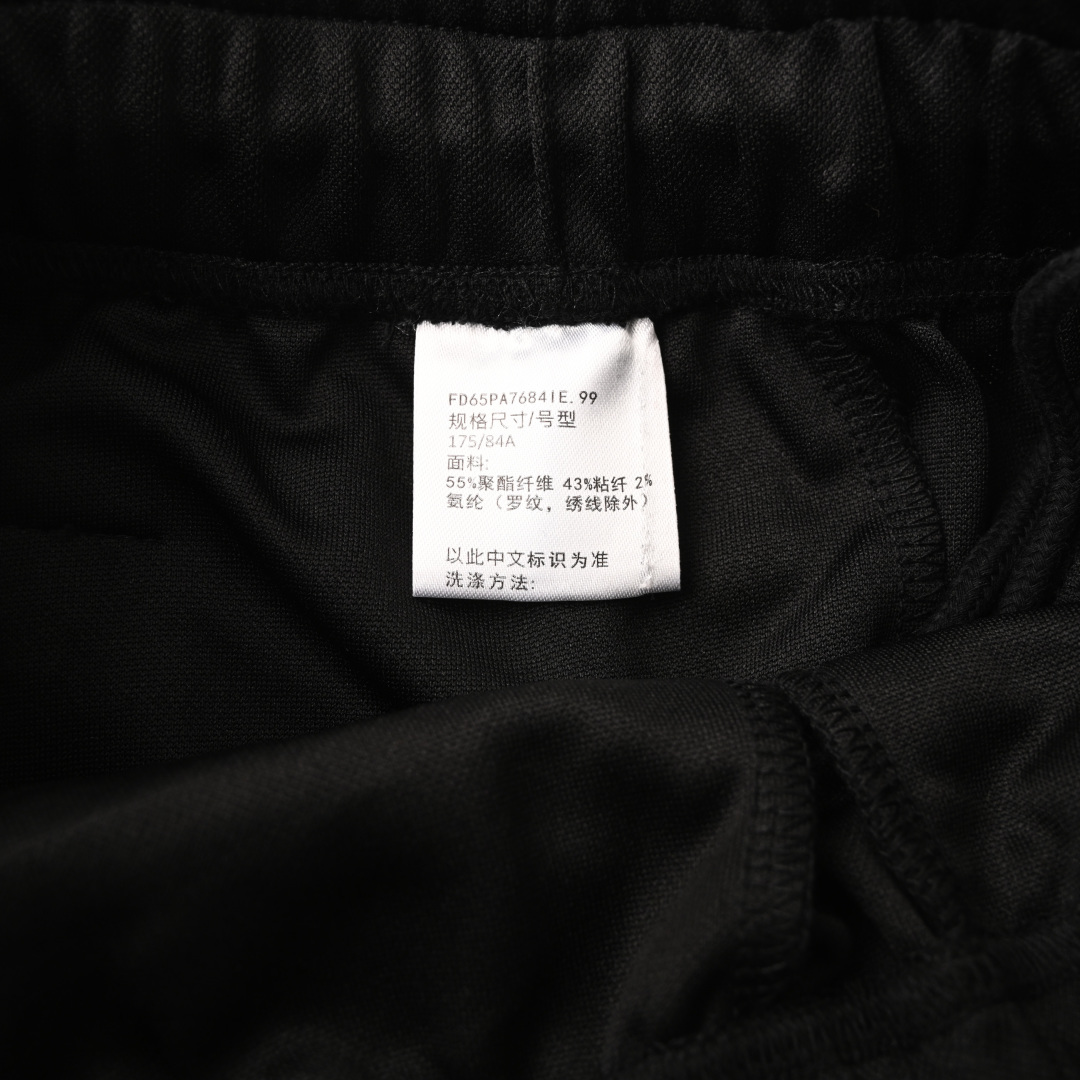 FD65PA7684IE.99
规格尺寸/号型
175/84A
面料:
55%聚酯纤维 43%粘纤 2%
氨纶（罗纹，绣线除外）
以此中文标识为准
洗涤方法: